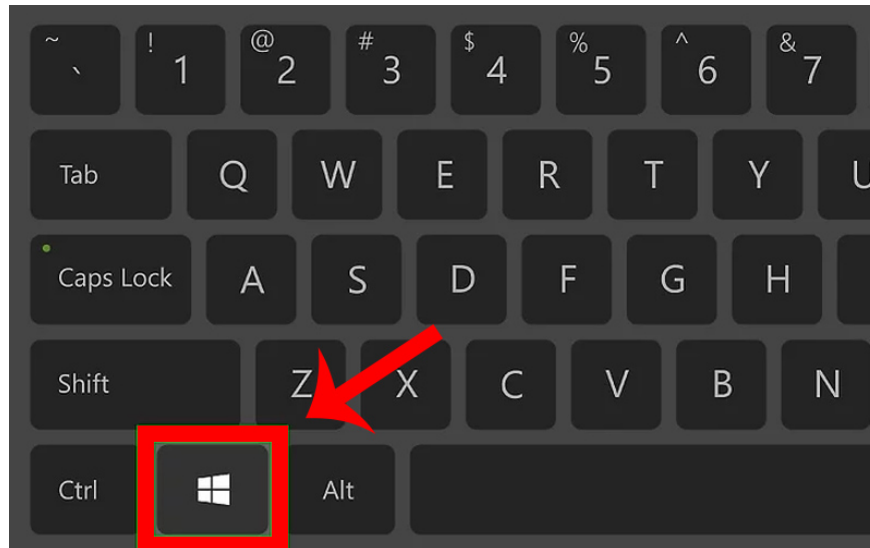 ~ ` ! 1 @ 2 # 3 $ 4 % 5 ^ 6 & 7
Tab Q W E R T Y U
Caps Lock A S D F G H
Shift Z X C V B N
Ctrl Alt